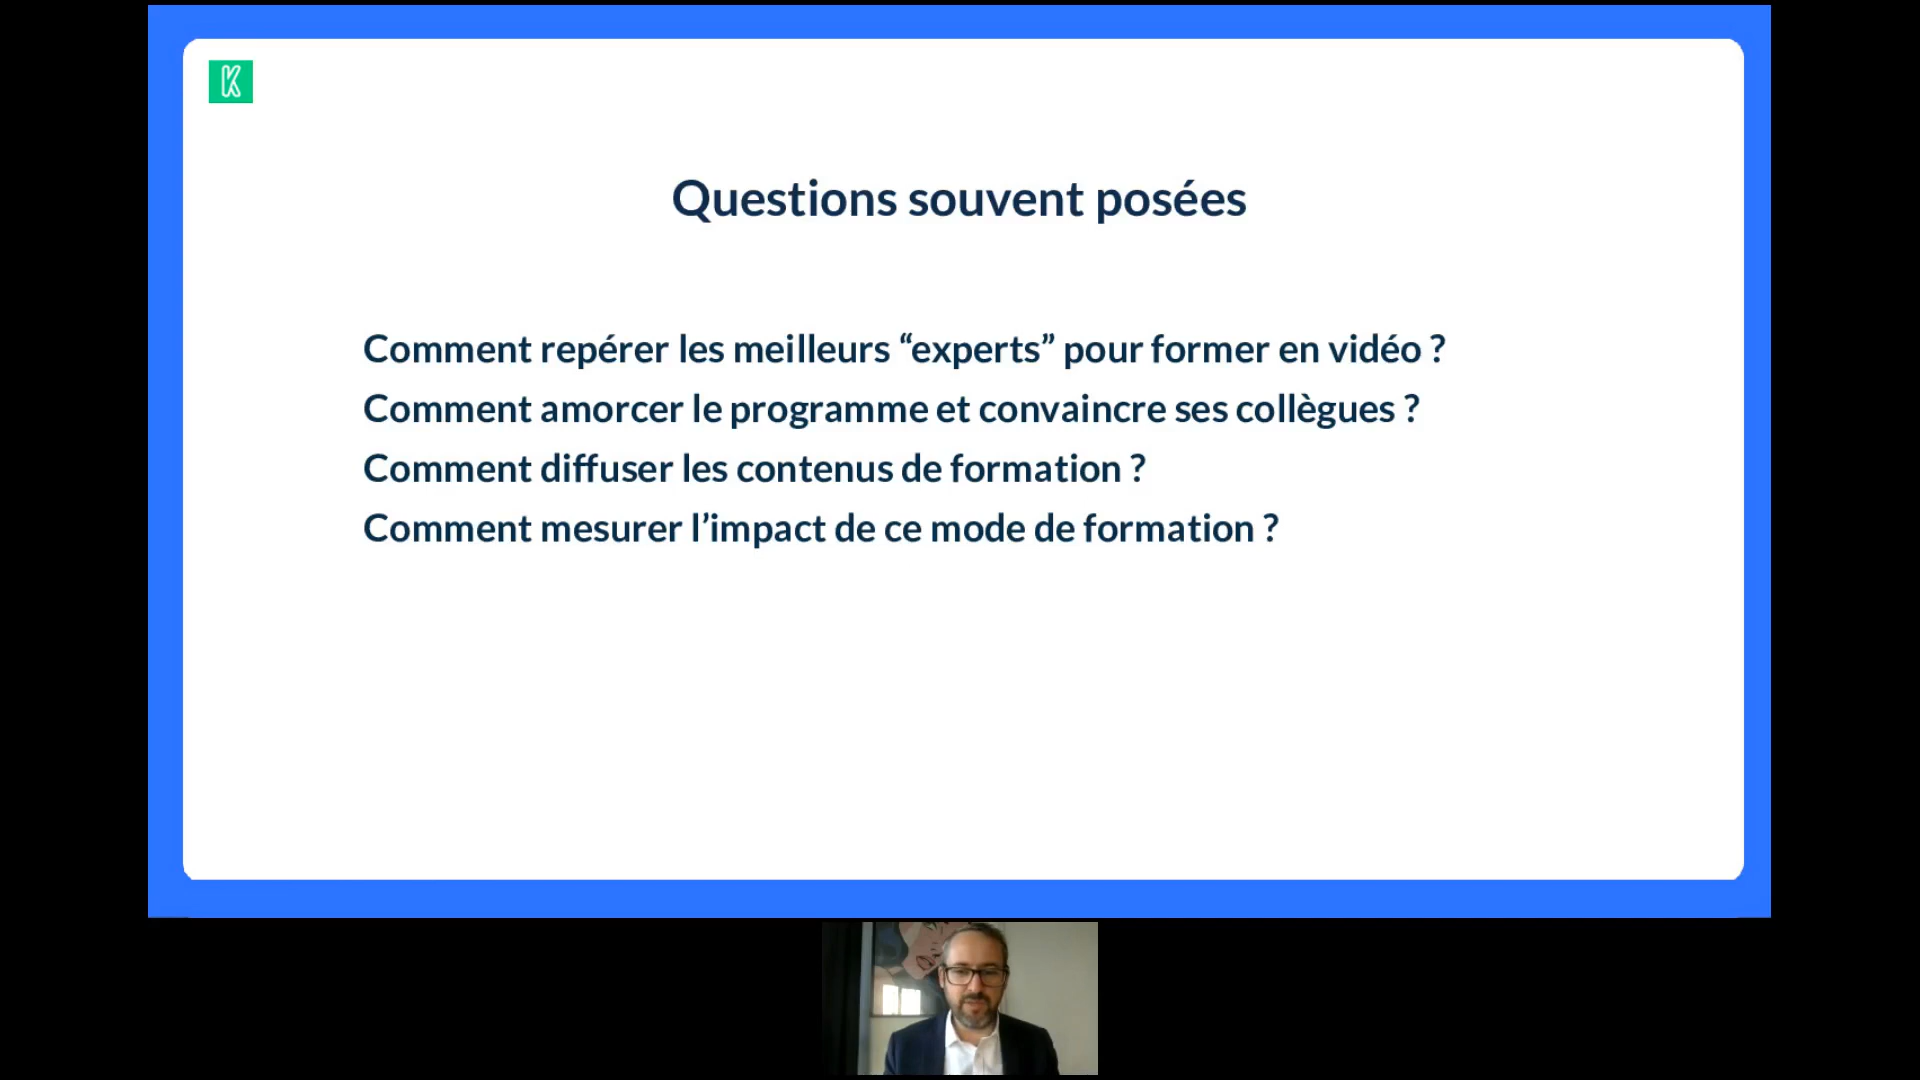 K
Questions souvent posées
Comment repérer les meilleurs “experts” pour former en vidéo ?
Comment amorcer le programme et convaincre ses collègues ?
Comment diffuser les contenus de formation ?
Comment mesurer l’impact de ce mode de formation ?